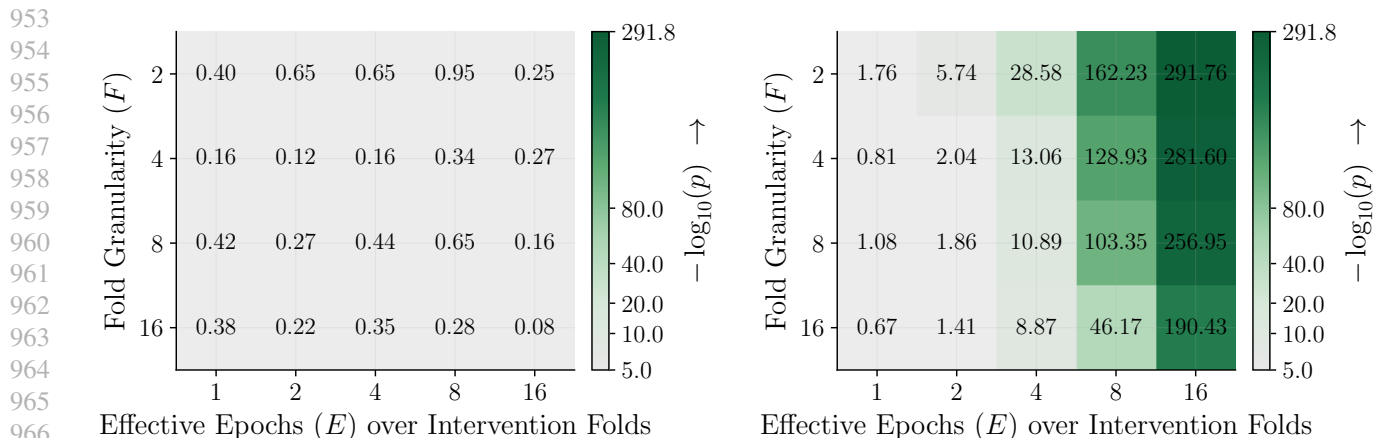 953
954
955
956
957
958
959
960
961
962
963
964
965
966
Fold Granularity (F)
2 0.40 0.65 0.65 0.95 0.25
4 0.16 0.12 0.16 0.34 0.27
8 0.42 0.27 0.44 0.65 0.16
16 0.38 0.22 0.35 0.28 0.08
1 2 4 8 16
Effective Epochs (E) over Intervention Folds
291.8
80.0
40.0
20.0
10.0
5.0
− log₁₀(p) →
Fold Granularity (F)
2 1.76 5.74 28.58 162.23 291.76
4 0.81 2.04 13.06 128.93 281.60
8 1.08 1.86 10.89 103.35 256.95
16 0.67 1.41 8.87 46.17 190.43
1 2 4 8 16
Effective Epochs (E) over Intervention Folds
291.8
80.0
40.0
20.0
10.0
5.0
− log₁₀(p) →